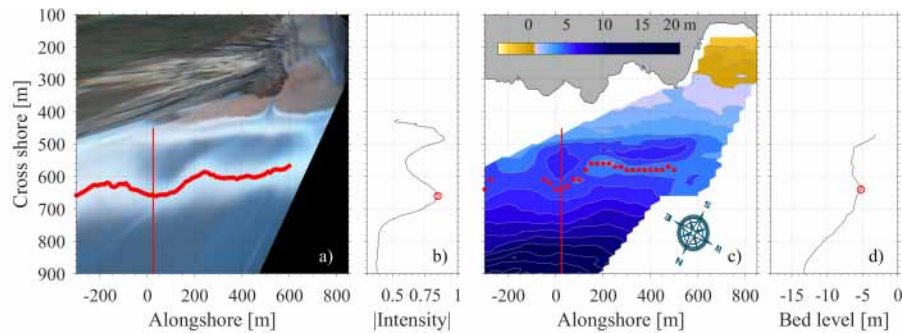 100
200
300
400
500
600
700
800
900
Cross shore [m]
-200 0 200 400 600 800
Alongshore [m]
a)
0.5 0.75 1
|Intensity|
b)
0 5 10 15 20 m
-200 0 200 400 600 800
Alongshore [m]
c)
N
E
S
W
-15 -10 -5 0
Bed level [m]
d)